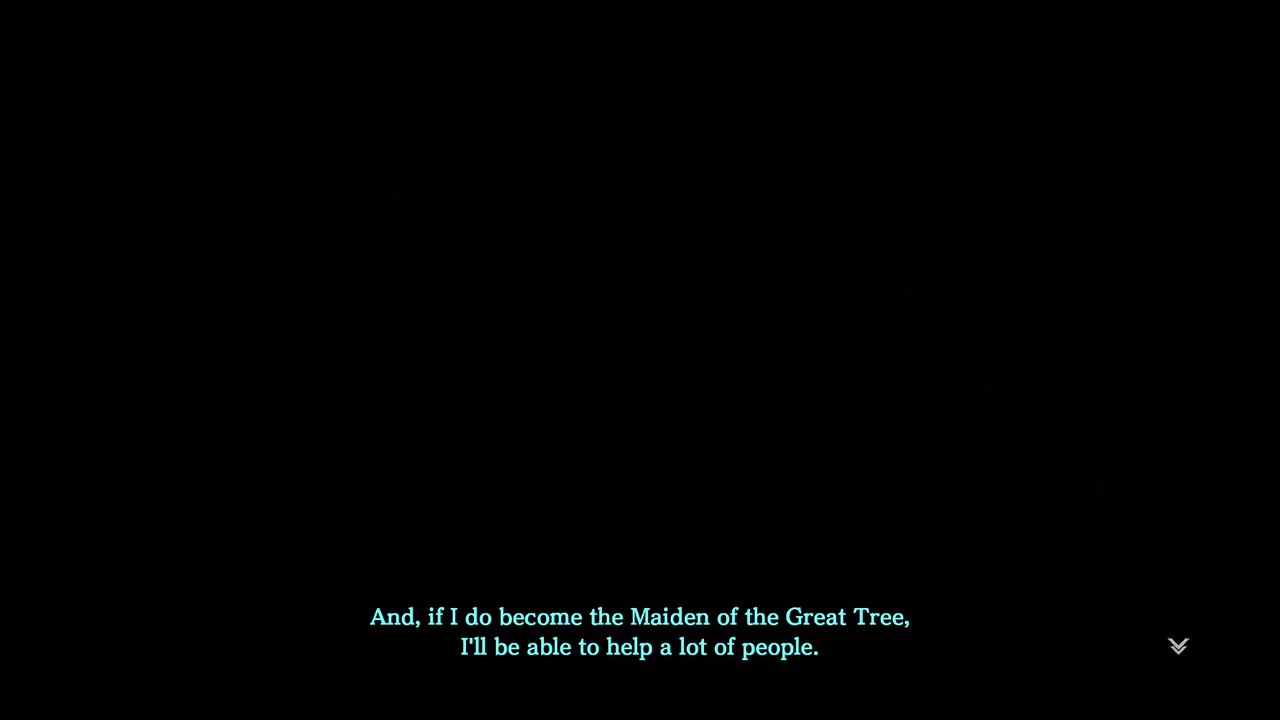 And, if I do become the Maiden of the Great Tree,
I'll be able to help a lot of people.